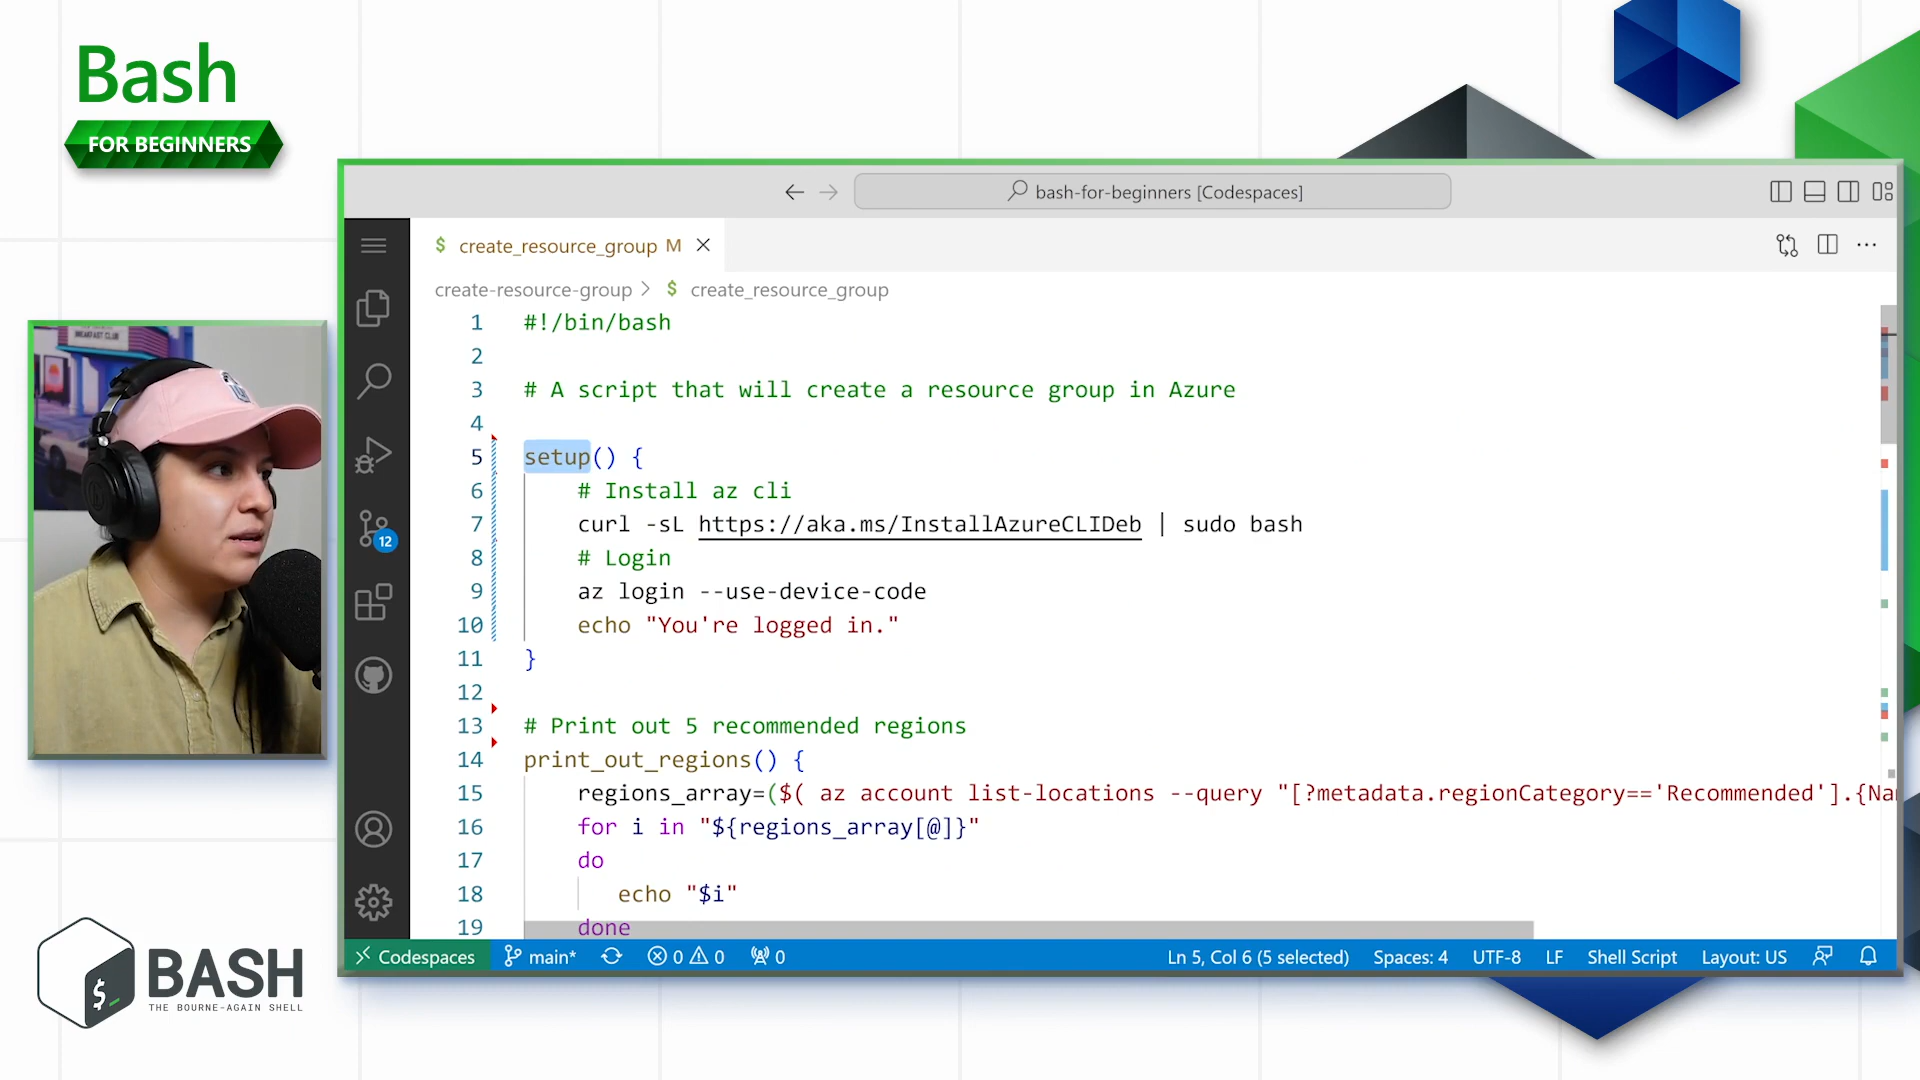 Bash
FOR BEGINNERS
bash-for-beginners [Codespaces]
$ create_resource_group M
create-resource-group > $ create_resource_group
1 #!/bin/bash
2
3 # A script that will create a resource group in Azure
4
5 setup() {
6 # Install az cli
7 curl -sL https://aka.ms/InstallAzureCLIDeb | sudo bash
8 # Login
9 az login --use-device-code
10 echo "You're logged in."
11 }
12
13 # Print out 5 recommended regions
14 print_out_regions() {
15 regions_array=($( az account list-locations --query "[?metadata.regionCategory=='Recommended'].{Na
16 for i in "${regions_array[@]}"
17 do
18 echo "$i"
19 done
12
Codespaces main* 0 0 0 Ln 5, Col 6 (5 selected) Spaces: 4 UTF-8 LF Shell Script Layout: US
BREAKFAST CLUB
$_
BASH
THE BOURNE-AGAIN SHELL